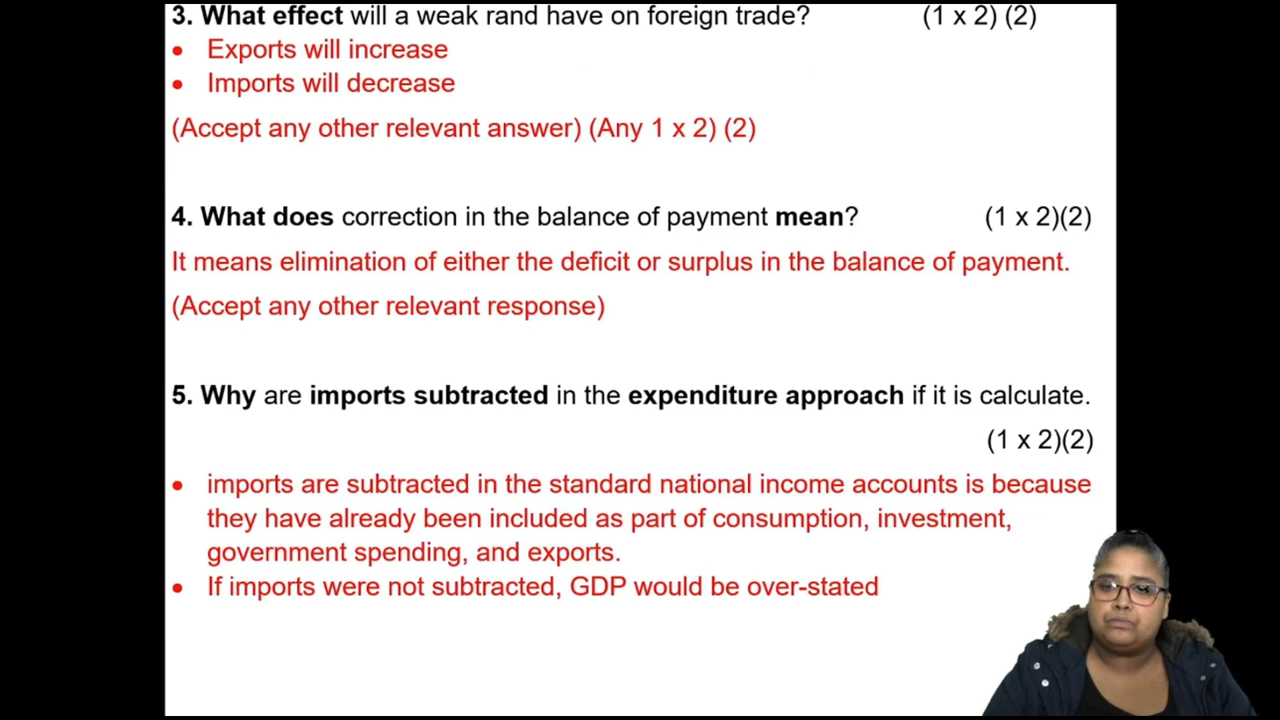 3. What effect will a weak rand have on foreign trade? (1 x 2) (2)
• Exports will increase
• Imports will decrease
(Accept any other relevant answer) (Any 1 x 2) (2)
4. What does correction in the balance of payment mean? (1 x 2)(2)
It means elimination of either the deficit or surplus in the balance of payment.
(Accept any other relevant response)
5. Why are imports subtracted in the expenditure approach if it is calculate.
(1 x 2)(2)
• imports are subtracted in the standard national income accounts is because
they have already been included as part of consumption, investment,
government spending, and exports.
• If imports were not subtracted, GDP would be over-stated